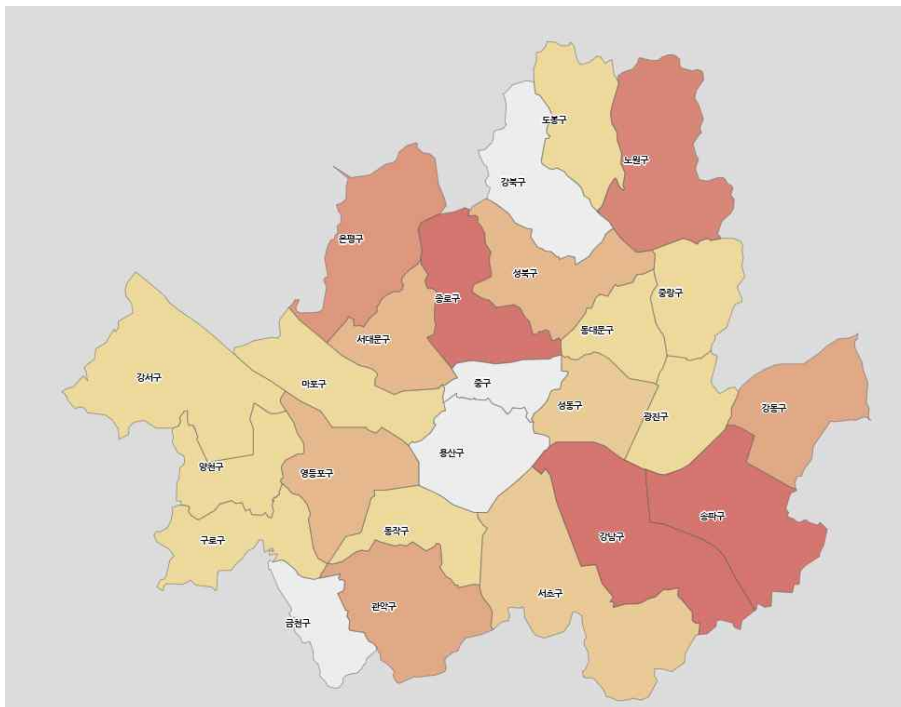 도봉구
노원구
강북구
은평구
성북구
중랑구
종로구
동대문구
서대문구
강서구
마포구
중구
성동구
강동구
광진구
용산구
양천구
영등포구
송파구
동작구
강남구
구로구
서초구
관악구
금천구